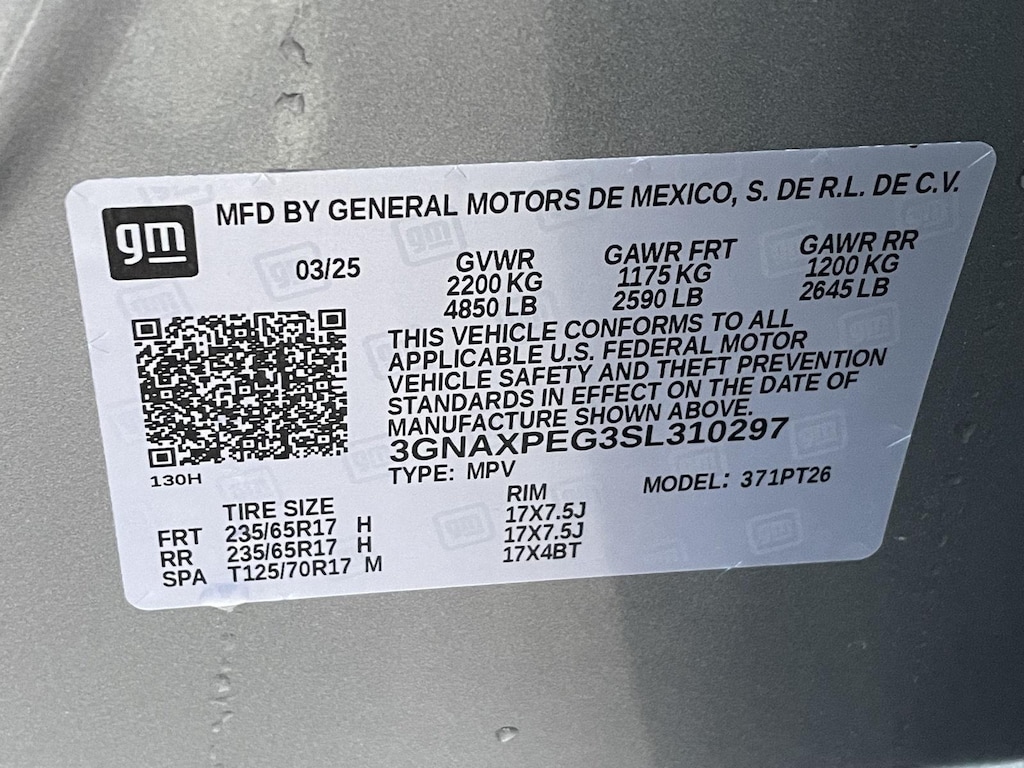 gm
MFD BY GENERAL MOTORS DE MEXICO, S. DE R.L. DE C.V.
03/25
GVWR
2200 KG
4850 LB
GAWR FRT
1175 KG
2590 LB
GAWR RR
1200 KG
2645 LB
THIS VEHICLE CONFORMS TO ALL
APPLICABLE U.S. FEDERAL MOTOR
VEHICLE SAFETY AND THEFT PREVENTION
STANDARDS IN EFFECT ON THE DATE OF
MANUFACTURE SHOWN ABOVE.
3GNAXPEG3SL310297
TYPE: MPV
MODEL: 371PT26
130H
TIRE SIZE
RIM
FRT 235/65R17 H 17X7.5J
RR 235/65R17 H 17X7.5J
SPA T125/70R17 M 17X4BT